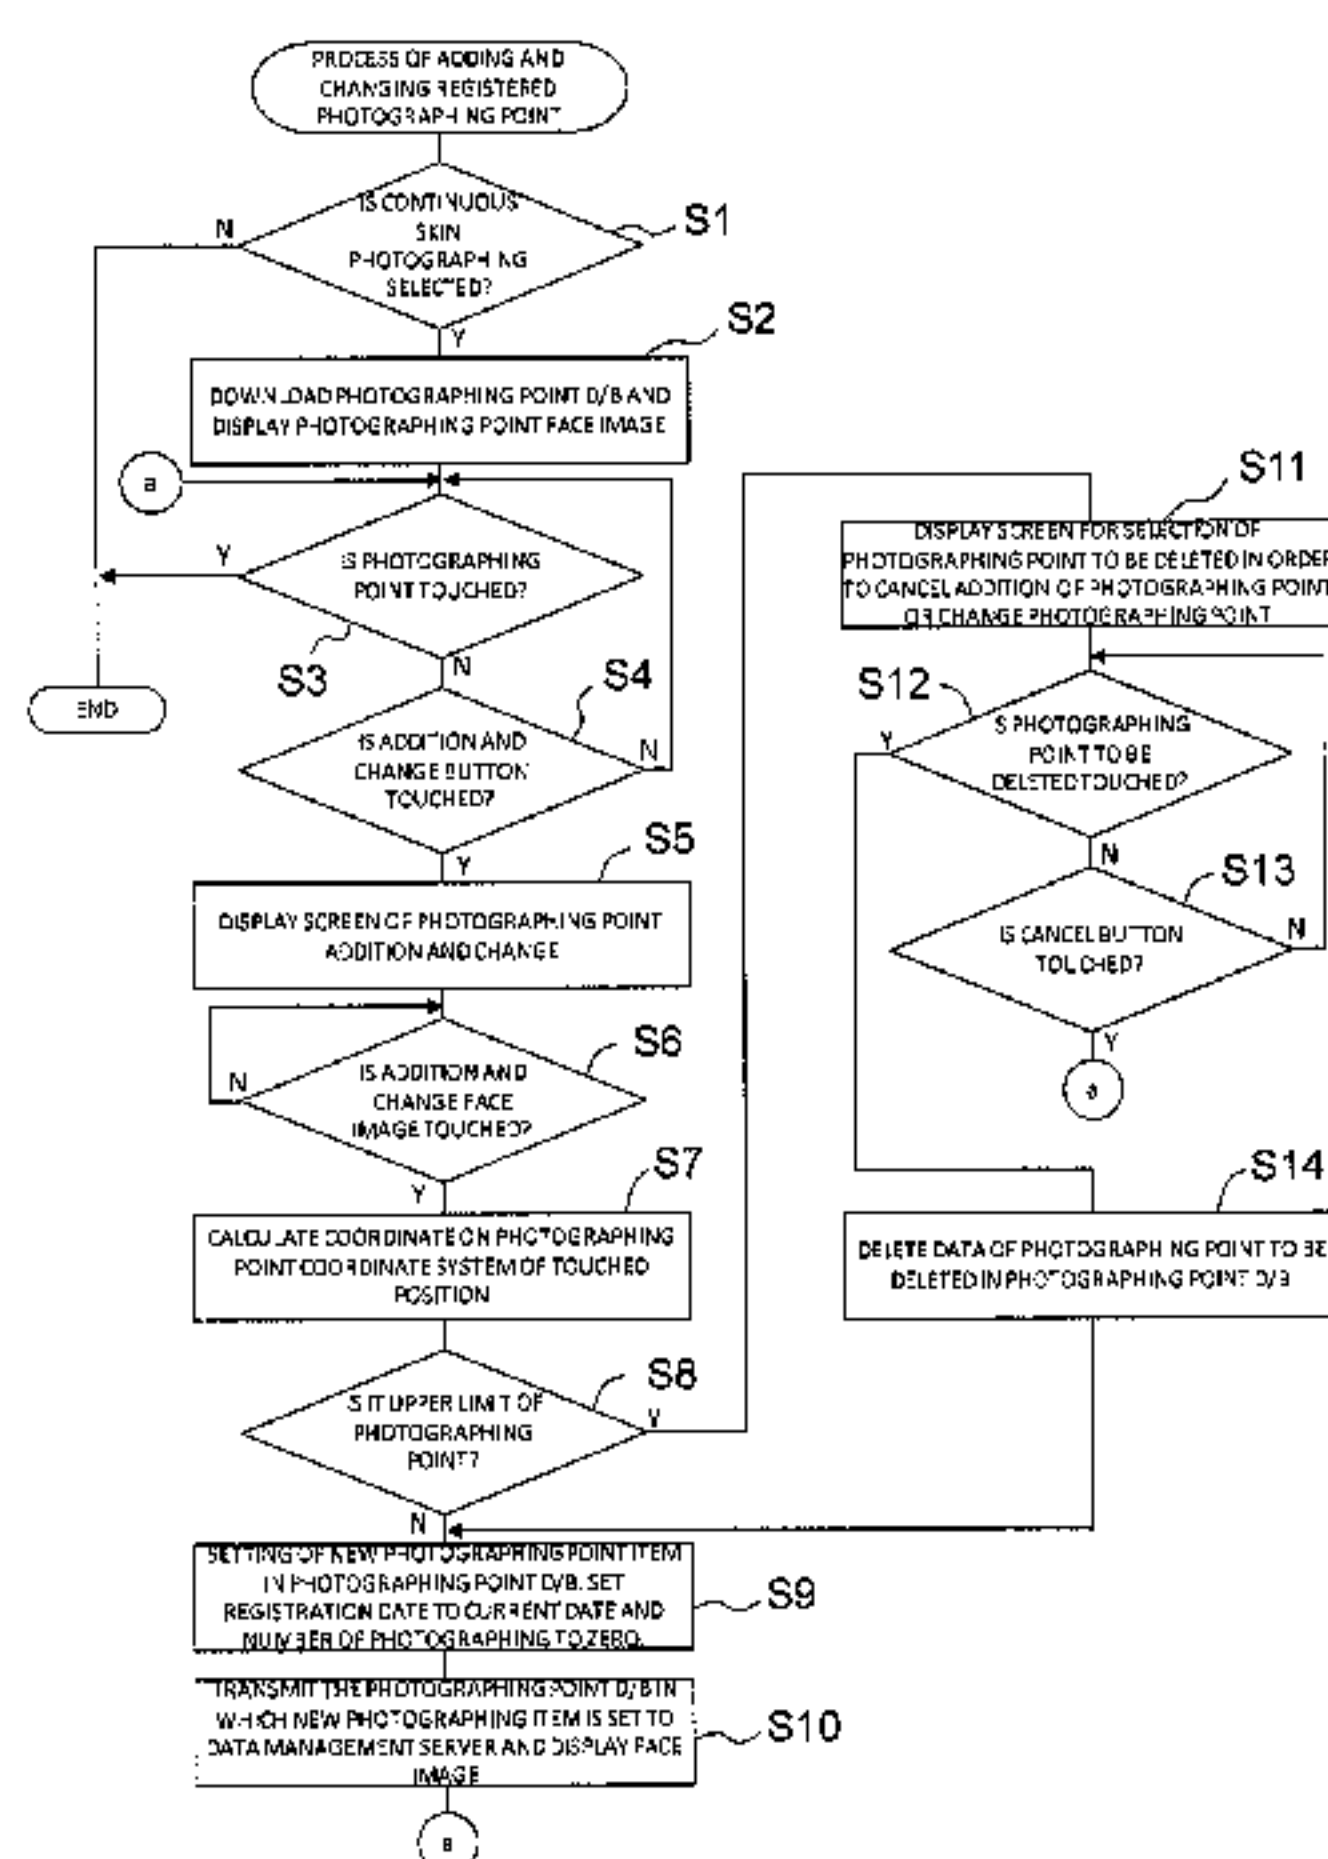 PROCESS OF ADDING AND
CHANGING REGISTERED
PHOTOGRAPHING POINT
IS CONTINUOUS
SKIN
PHOTOGRAPHING
SELECTED?
S1
N
Y
S2
DOWNLOAD PHOTOGRAPHING POINT D/B AND
DISPLAY PHOTOGRAPHING POINT FACE IMAGE
a
IS PHOTOGRAPHING
POINT TOUCHED?
Y
S3
N
END
S4
IS ADDITION AND
CHANGE BUTTON
TOUCHED?
N
Y
S5
DISPLAY SCREEN OF PHOTOGRAPHING POINT
ADDITION AND CHANGE
S6
IS ADDITION AND
CHANGE FACE
IMAGE TOUCHED?
N
Y
S7
CALCULATE COORDINATE ON PHOTOGRAPHING
POINT COORDINATE SYSTEM OF TOUCHED
POSITION
S8
IS IT UPPER LIMIT OF
PHOTOGRAPHING
POINT?
Y
N
SETTING OF NEW PHOTOGRAPHING POINT ITEM
IN PHOTOGRAPHING POINT D/B. SET
REGISTRATION DATE TO CURRENT DATE AND
NUMBER OF PHOTOGRAPHING TO ZERO.
S9
TRANSMIT THE PHOTOGRAPHING POINT D/B IN
WHICH NEW PHOTOGRAPHING ITEM IS SET TO
DATA MANAGEMENT SERVER AND DISPLAY FACE
IMAGE
S10
a
S11
DISPLAY SCREEN FOR SELECTION OF
PHOTOGRAPHING POINT TO BE DELETED IN ORDER
TO CANCEL ADDITION OF PHOTOGRAPHING POINT
OR CHANGE PHOTOGRAPHING POINT
S12
IS PHOTOGRAPHING
POINT TO BE
DELETED TOUCHED?
Y
N
S13
IS CANCEL BUTTON
TOUCHED?
N
Y
a
S14
DELETE DATA OF PHOTOGRAPHING POINT TO BE
DELETED IN PHOTOGRAPHING POINT D/B